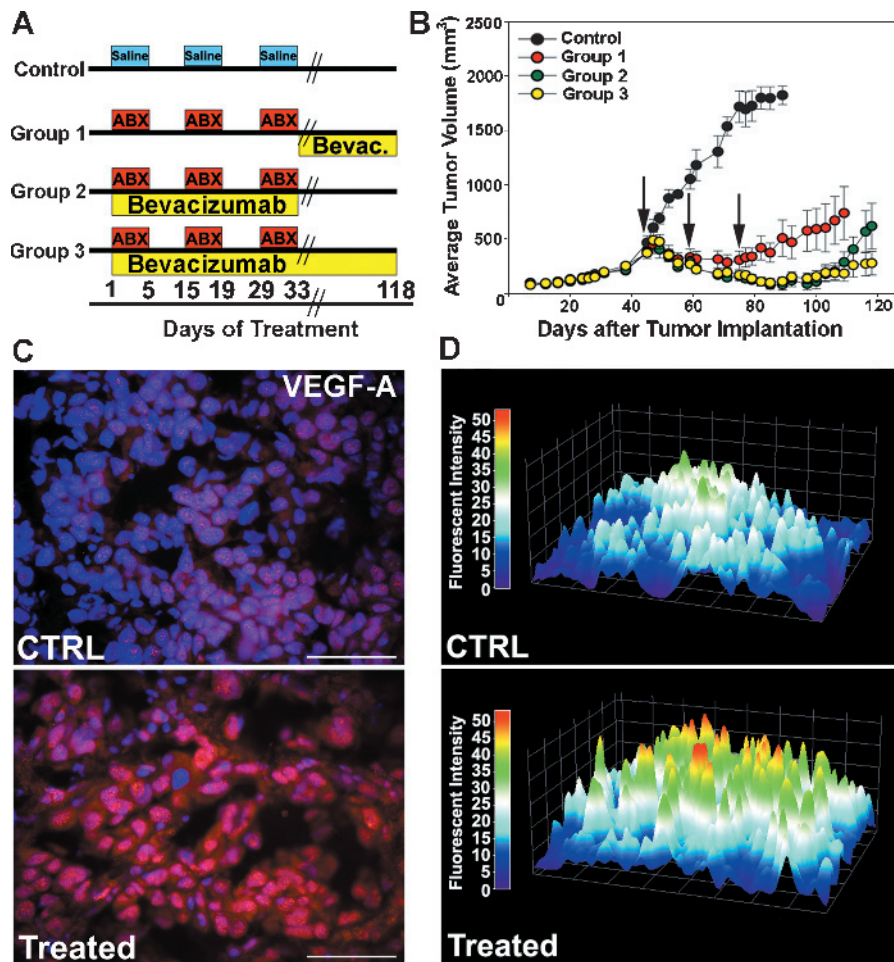 A
Saline Saline Saline
Control
ABX ABX ABX
Group 1
Bevac.
ABX ABX ABX
Group 2
Bevacizumab
ABX ABX ABX
Group 3
Bevacizumab
1 5 15 19 29 33 118
Days of Treatment
B
2500
2000
1500
1000
500
0
Average Tumor Volume (mm³)
Control
Group 1
Group 2
Group 3
0 20 40 60 80 100 120
Days after Tumor Implantation
C
VEGF-A
CTRL
Treated
D
Fluorescent Intensity
50
45
40
35
30
25
20
15
10
5
0
CTRL
Fluorescent Intensity
50
45
40
35
30
25
20
15
10
5
0
Treated